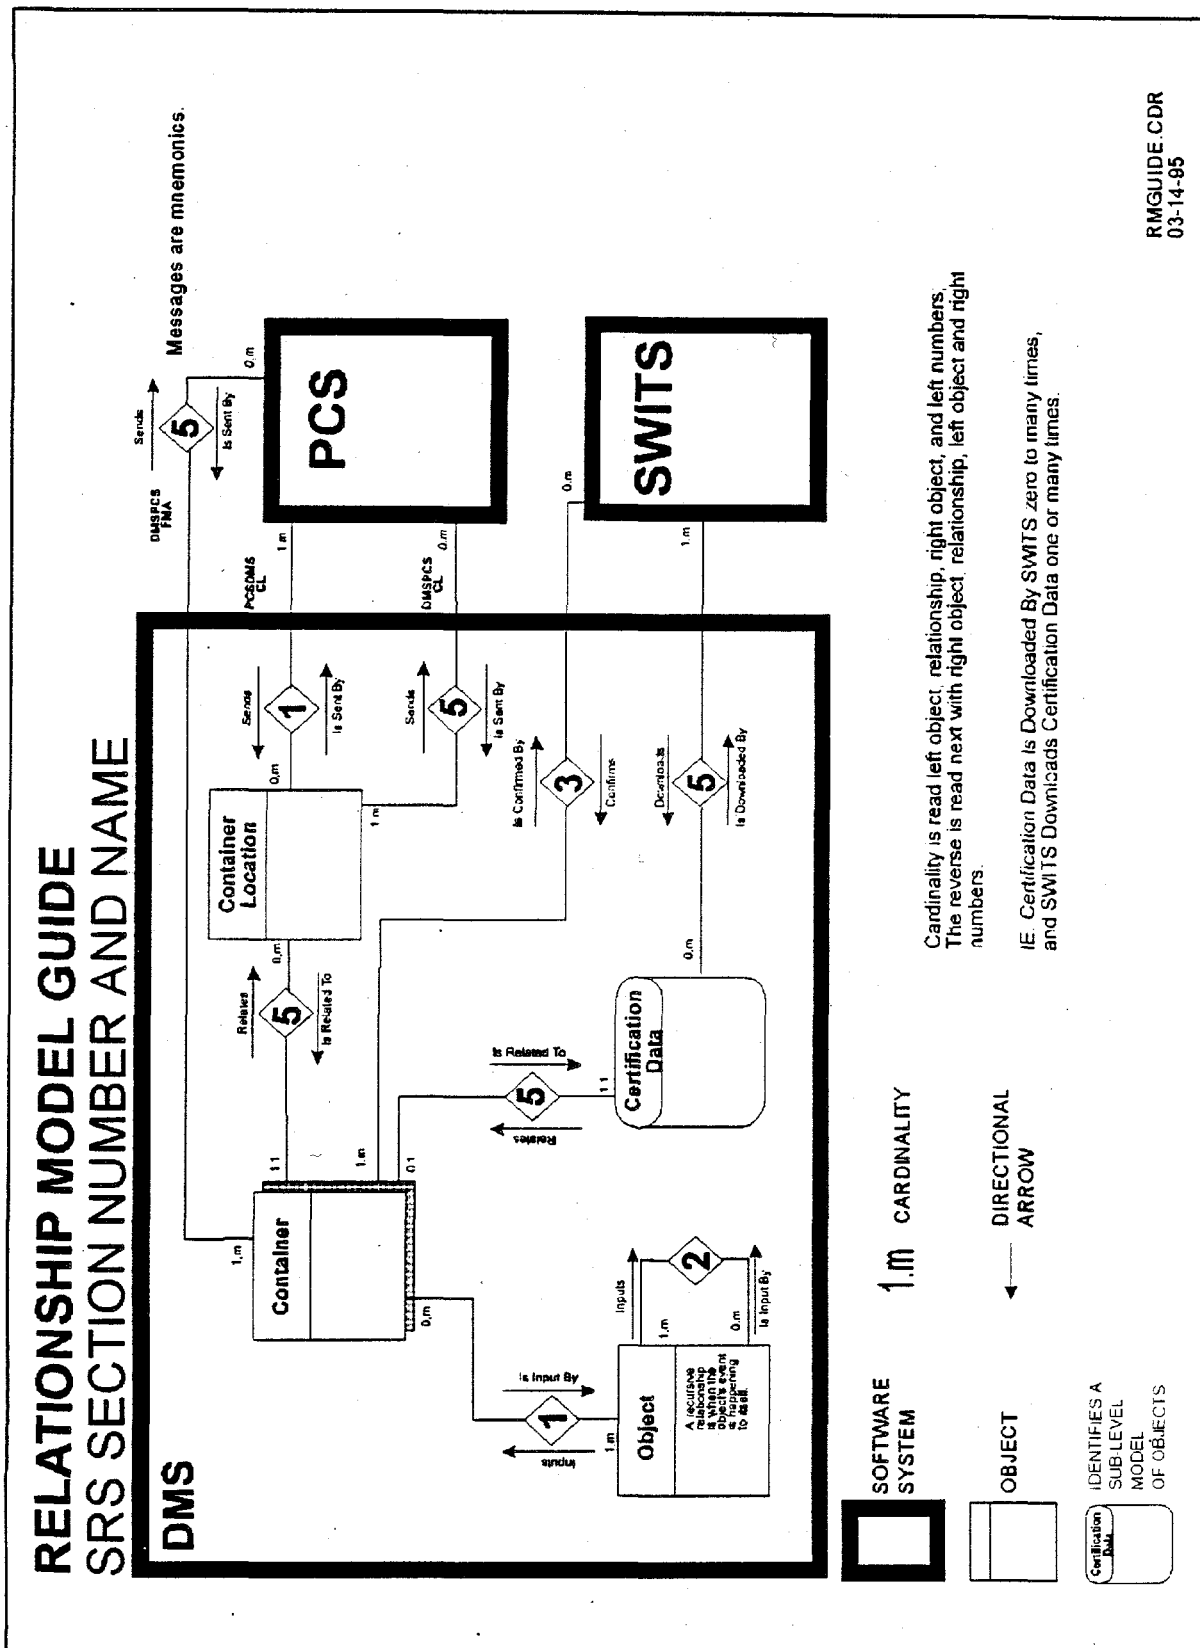 RELATIONSHIP MODEL GUIDE
SRS SECTION NUMBER AND NAME
Messages are mnemonics.
DMS
DMSPCS
FMA
Sends
5
Is Sent By
0,m
1,m
Container
1.1
Relates
5
Is Related To
0,m
Container
Location
0,m
Sends
1
Is Sent By
PCSDMS
CL
1.m
PCS
1.m
Sends
5
Is Sent By
DMSPCS
CL
0.m
1.m
Is Confirmed By
3
Confirms
0.m
SWITS
0.1
Relates
5
Is Related To
1.1
Certification
Data
0.m
Downloads
5
Is Downloaded By
1.m
0,m
Inputs
1
Is Input By
1.m
Object
A recursive
relationship
is when the
object's event
is happening
to itself.
1.m
Inputs
2
0.m
Is Input By
SOFTWARE
SYSTEM
OBJECT
Certification
Data
IDENTIFIES A
SUB-LEVEL
MODEL
OF OBJECTS
1.m CARDINALITY
DIRECTIONAL
ARROW
Cardinality is read left object, relationship, right object, and left numbers.
The reverse is read next with right object, relationship, left object and right
numbers.
IE. Certification Data Is Downloaded By SWITS zero to many times,
and SWITS Downloads Certification Data one or many times.
RMGUIDE.CDR
03-14-95